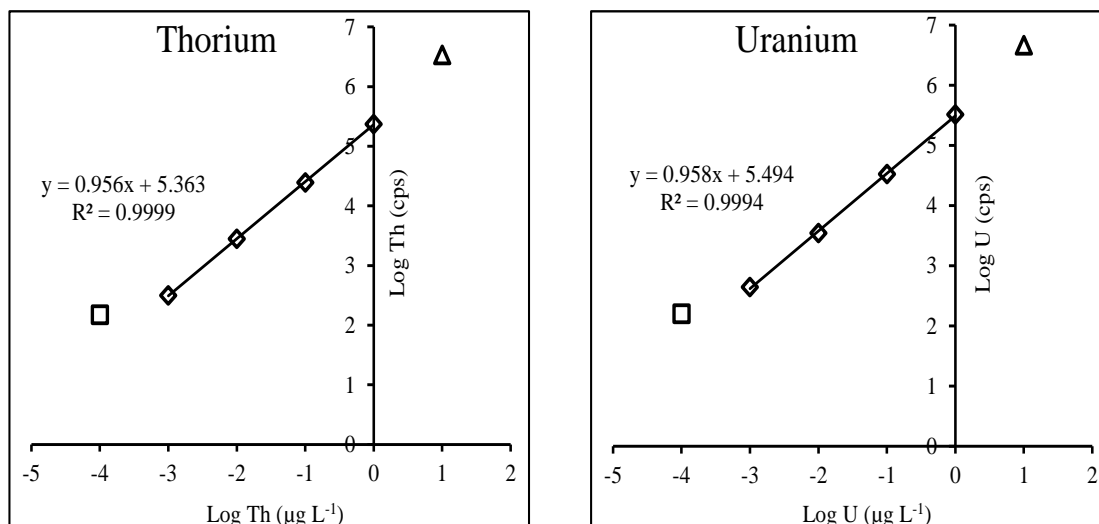 Thorium
7
6
5
4
3
2
1
0
y = 0.956x + 5.363
R² = 0.9999
Log Th (cps)
-5 -4 -3 -2 -1 0 1 2
Log Th (µg L⁻¹)
Uranium
7
6
5
4
3
2
1
0
y = 0.958x + 5.494
R² = 0.9994
Log U (cps)
-5 -4 -3 -2 -1 0 1 2
Log U (µg L⁻¹)